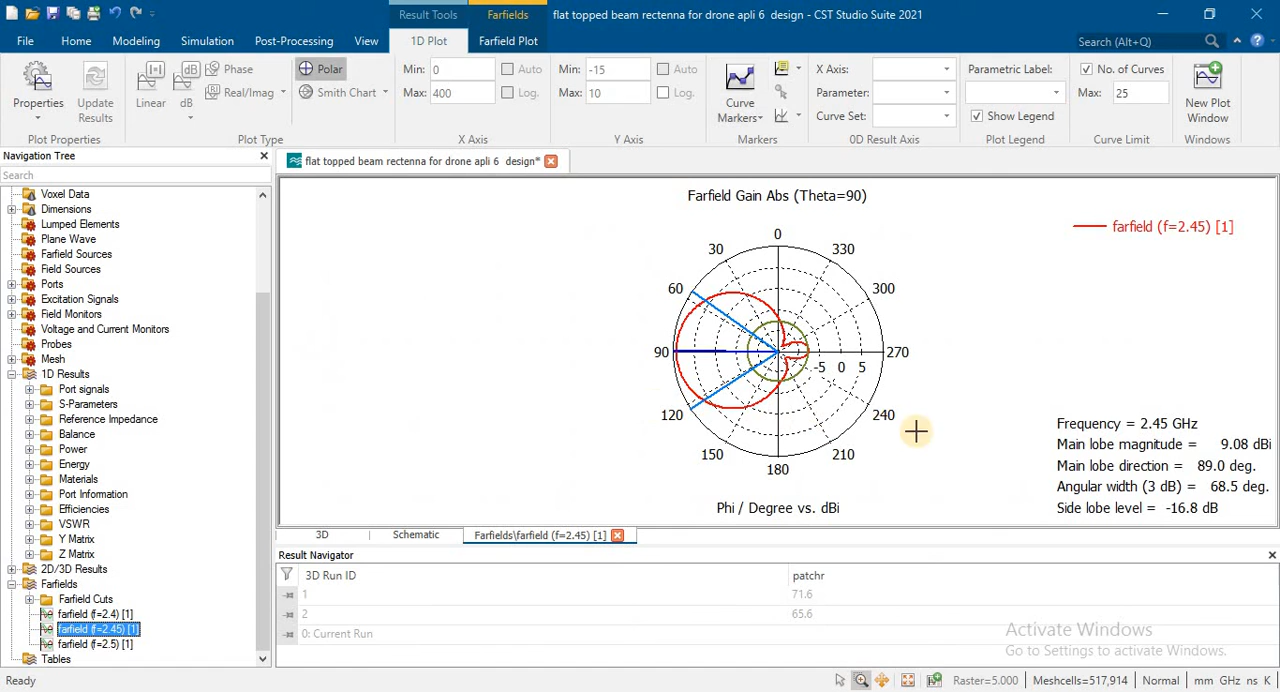 Result Tools
Farfields
flat topped beam rectenna for drone apli 6 design - CST Studio Suite 2021
File
Home
Modeling
Simulation
Post-Processing
View
1D Plot
Farfield Plot
Search (Alt+Q)
Properties
Update
Results
Plot Properties
Linear
dB
Phase
Real/Imag
Polar
Smith Chart
Plot Type
Min: 0
Auto
Max: 400
Log.
X Axis
Min: -15
Auto
Max: 10
Log.
Y Axis
Curve
Markers
Markers
X Axis:
Parameter:
Curve Set:
0D Result Axis
Parametric Label:
Show Legend
Plot Legend
No. of Curves
Max: 25
Curve Limit
New Plot
Window
Windows
Navigation Tree
Search
Voxel Data
Dimensions
Lumped Elements
Plane Wave
Farfield Sources
Field Sources
Ports
Excitation Signals
Field Monitors
Voltage and Current Monitors
Probes
Mesh
1D Results
Port signals
S-Parameters
Reference Impedance
Balance
Power
Energy
Materials
Port Information
Efficiencies
VSWR
Y Matrix
Z Matrix
2D/3D Results
Farfields
Farfield Cuts
farfield (f=2.4) [1]
farfield (f=2.45) [1]
farfield (f=2.5) [1]
Tables
flat topped beam rectenna for drone apli 6 design*
Farfield Gain Abs (Theta=90)
farfield (f=2.45) [1]
0
30
330
60
300
90
270
-5 0 5
120
240
150
210
180
Phi / Degree vs. dBi
Frequency = 2.45 GHz
Main lobe magnitude = 9.08 dBi
Main lobe direction = 89.0 deg.
Angular width (3 dB) = 68.5 deg.
Side lobe level = -16.8 dB
3D
Schematic
Farfields\farfield (f=2.45) [1]
Result Navigator
3D Run ID
patchr
1
71.6
2
65.6
0: Current Run
Activate Windows
Go to Settings to activate Windows.
Ready
Raster=5.000
Meshcells=517,914
Normal
mm GHz ns K